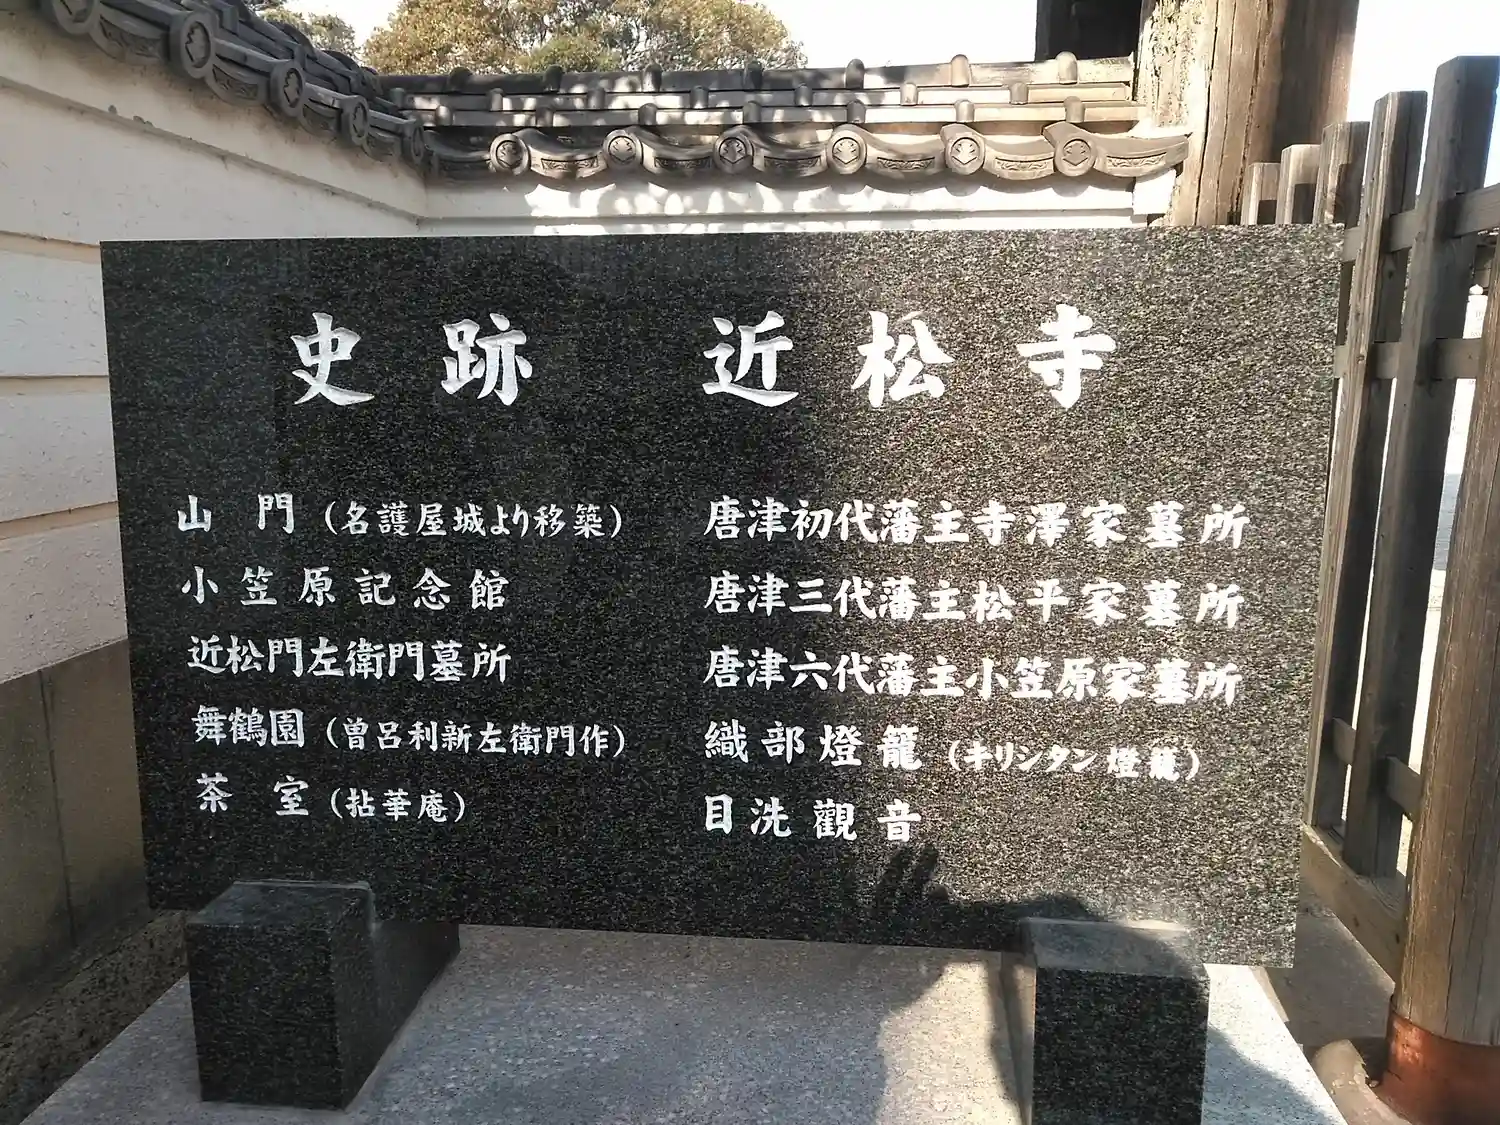 史跡 近松寺
山門（名護屋城より移築）
小笠原記念館
近松門左衛門墓所
舞鶴園（曽呂利新左衛門作）
茶室（拈華庵）
唐津初代藩主寺澤家墓所
唐津三代藩主松平家墓所
唐津六代藩主小笠原家墓所
織部燈籠（キリシタン燈籠）
目洗觀音